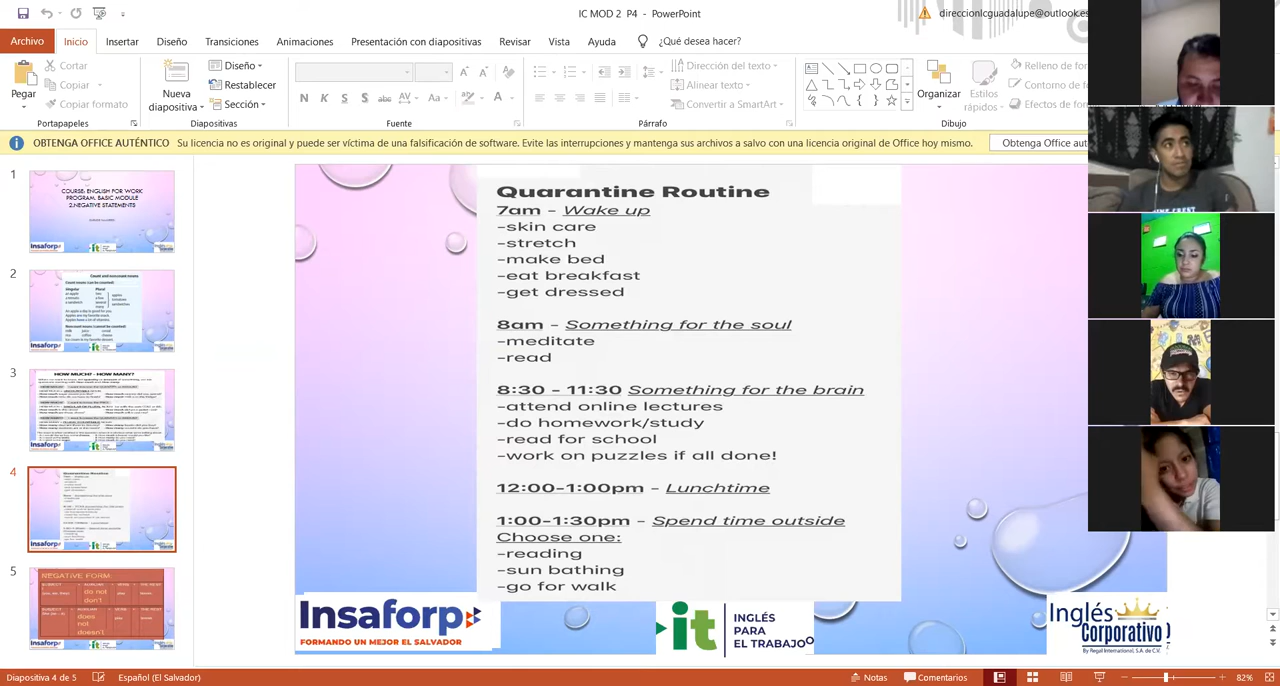 IC MOD 2 P4 - PowerPoint
direccionlcguadalupe@outlook.es
Archivo Inicio Insertar Diseño Transiciones Animaciones Presentación con diapositivas Revisar Vista Ayuda ¿Qué desea hacer?
Pegar
Cortar
Copiar
Copiar formato
Portapapeles
Nueva diapositiva
Diseño
Restablecer
Sección
Diapositivas
Fuente
Dirección del texto
Alinear texto
Convertir a SmartArt
Párrafo
Organizar
Estilos rápidos
Relleno de
Contorno de
Efectos de
Dibujo
OBTENGA OFFICE AUTÉNTICO Su licencia no es original y puede ser víctima de una falsificación de software. Evite las interrupciones y mantenga sus archivos a salvo con una licencia original de Office hoy mismo.
Obtenga Office
1
COURSE: ENGLISH FOR WORK
PROGRAM. BASIC MODULE
2.NEGATIVE STATEMENTS
2
Count and noncount nouns
3
HOW MUCH? - HOW MANY?
4
5
NEGATIVE FORM:
do not
don't
does
not
doesn't
Quarantine Routine
7am - Wake up
-skin care
-stretch
-make bed
-eat breakfast
-get dressed
8am - Something for the soul
-meditate
-read
:30 - 11:30 Something for the brain
-attend online lectures
-do homework/study
-read for school
-work on puzzles if all done!
:00-1:00pm - Lunchtime
1:00-1:30pm - Spend time outside
Choose one:
-reading
-sun bathing
-go for walk
Insaforp
FORMANDO UN MEJOR EL SALVADOR
it INGLÉS
PARA
EL TRABAJO
Inglés
Corporativo
By Regal International, S.A. de C.V.
Diapositiva 4 de 5 Español (El Salvador) Notas Comentarios 82%